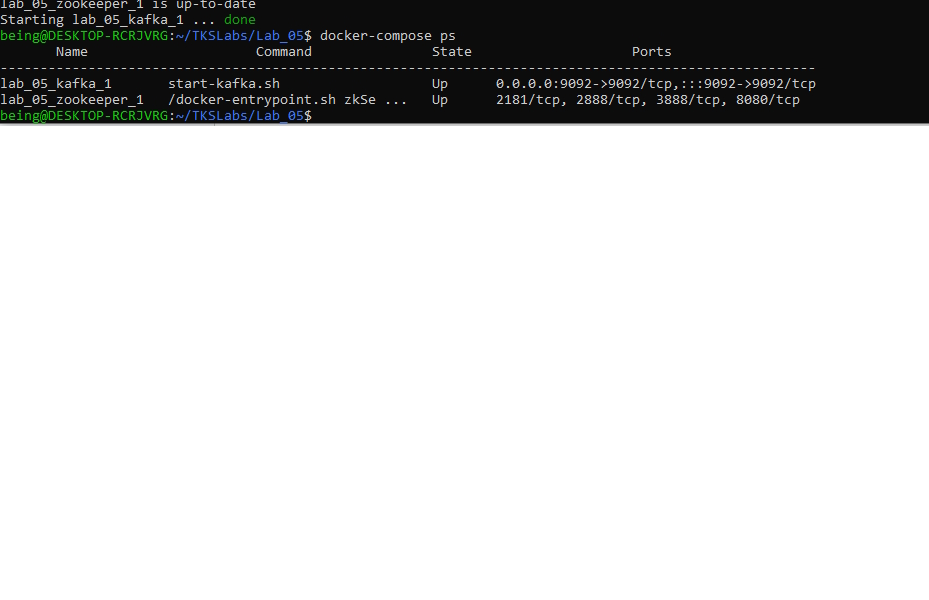 lab_05_zookeeper_1 is up-to-date
Starting lab_05_kafka_1 ... done
being@DESKTOP-RCRJVRG:~/TKSLabs/Lab_05$ docker-compose ps
       Name                     Command               State                    Ports
------------------------------------------------------------------------------------------------------
lab_05_kafka_1       start-kafka.sh                   Up      0.0.0.0:9092->9092/tcp,:::9092->9092/tcp
lab_05_zookeeper_1   /docker-entrypoint.sh zkSe ...   Up      2181/tcp, 2888/tcp, 3888/tcp, 8080/tcp
being@DESKTOP-RCRJVRG:~/TKSLabs/Lab_05$